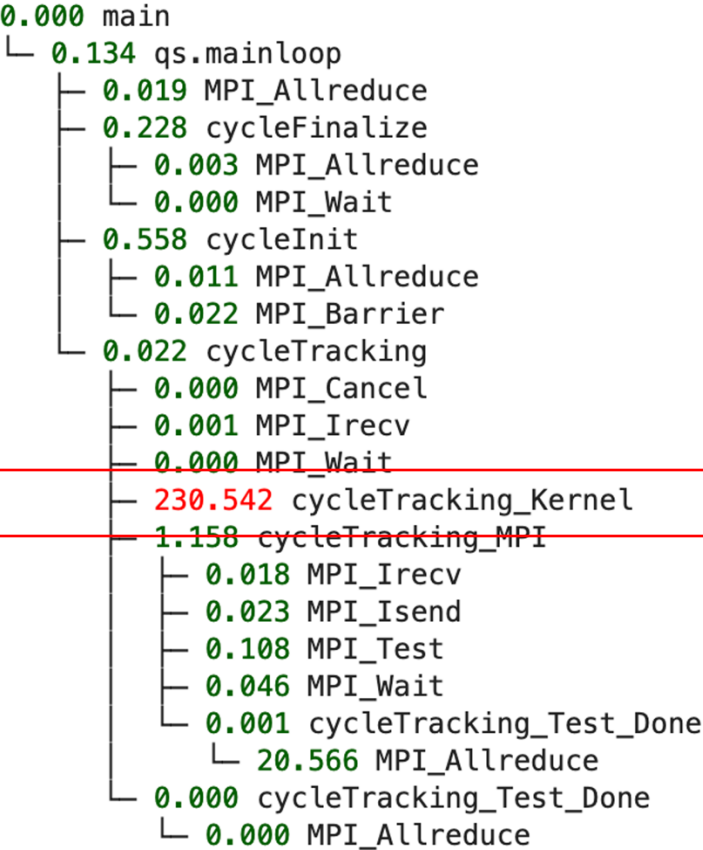 0.000 main
└─ 0.134 qs.mainloop
   ├─ 0.019 MPI_Allreduce
   ├─ 0.228 cycleFinalize
   │  ├─ 0.003 MPI_Allreduce
   │  └─ 0.000 MPI_Wait
   ├─ 0.558 cycleInit
   │  ├─ 0.011 MPI_Allreduce
   │  └─ 0.022 MPI_Barrier
   └─ 0.022 cycleTracking
      ├─ 0.000 MPI_Cancel
      ├─ 0.001 MPI_Irecv
      ├─ 0.000 MPI_Wait
      ├─ 230.542 cycleTracking_Kernel
      ├─ 1.158 cycleTracking_MPI
      │  ├─ 0.018 MPI_Irecv
      │  ├─ 0.023 MPI_Isend
      │  ├─ 0.108 MPI_Test
      │  ├─ 0.046 MPI_Wait
      │  └─ 0.001 cycleTracking_Test_Done
      │     └─ 20.566 MPI_Allreduce
      └─ 0.000 cycleTracking_Test_Done
         └─ 0.000 MPI_Allreduce